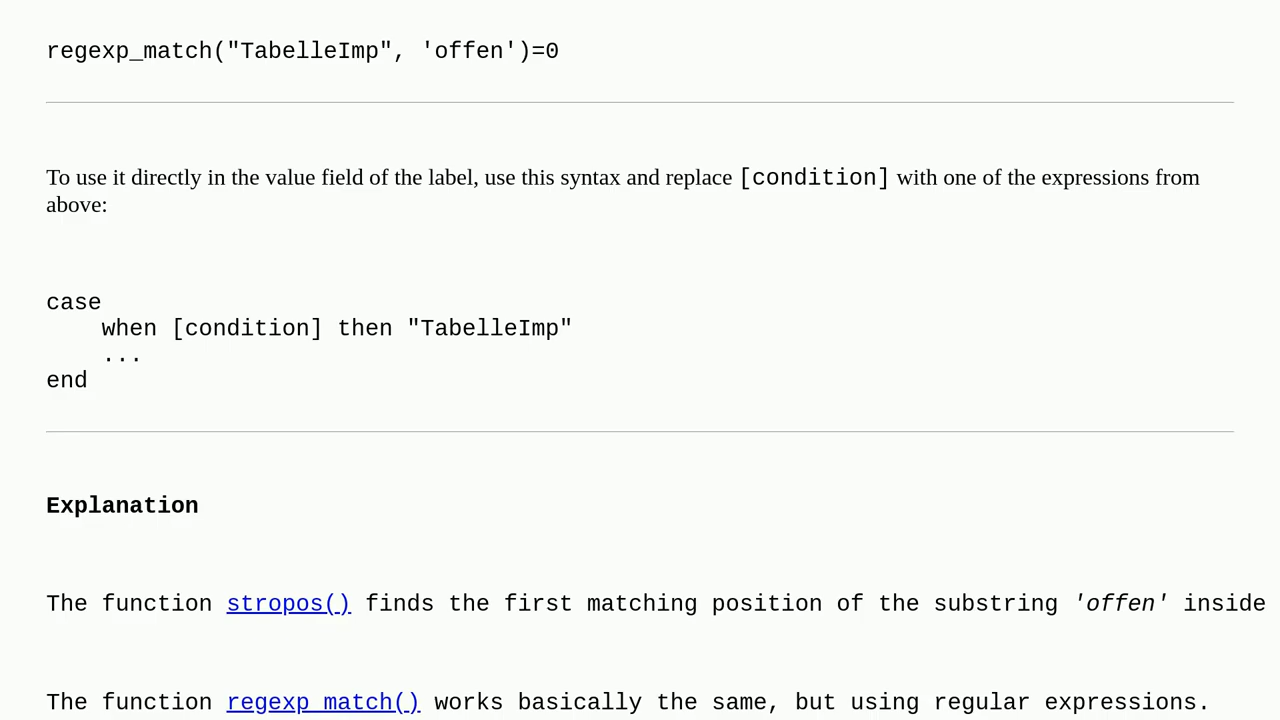 regexp_match("TabelleImp", 'offen')=0
To use it directly in the value field of the label, use this syntax and replace [condition] with one of the expressions from
above:
case
    when [condition] then "TabelleImp"
    ...
end
Explanation
The function stropos() finds the first matching position of the substring 'offen' inside
The function regexp_match() works basically the same, but using regular expressions.